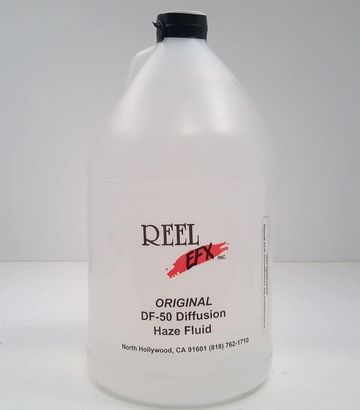 REEL
EFX INC.
ORIGINAL
DF-50 Diffusion
Haze Fluid
North Hollywood, CA 91601 (818) 762-1710